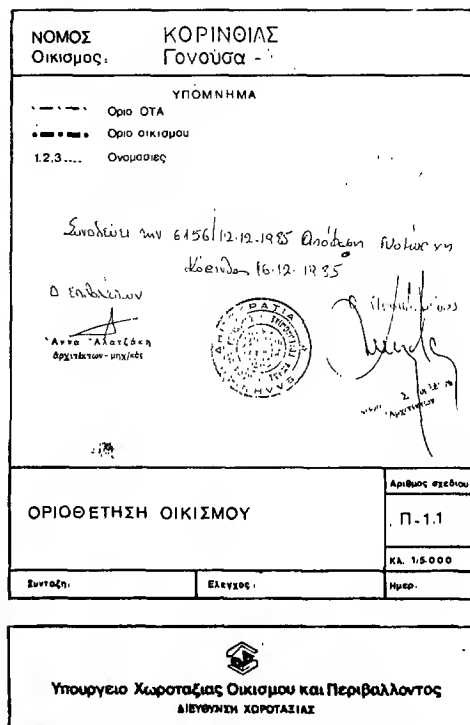 ΝΟΜΟΣ ΚΟΡΙΝΘΙΑΣ
Οικισμος: Γονούσα -
ΥΠΟΜΝΗΜΑ
Οριο ΟΤΑ
Οριο οικισμου
1,2,3.... Ονομασιες
Συνοδεύει την 6156/12-12-1985 απόφαση Νομάρχη
Κόρινθος 16-12-1985
Ο επιβλέπων
Άννα Αλατζάκη
αρχιτέκτων - μηχ/κός
ΟΡΙΟΘΕΤΗΣΗ ΟΙΚΙΣΜΟΥ
Αριθμος σχεδιου
Π-1.1
ΚΛ. 1:5.000
Συνταξη:
Ελεγχος:
Ημερ.
Υπουργειο Χωροταξιας Οικισμου και Περιβαλλοντος
ΔΙΕΥΘΥΝΣΗ ΧΩΡΟΤΑΞΙΑΣ